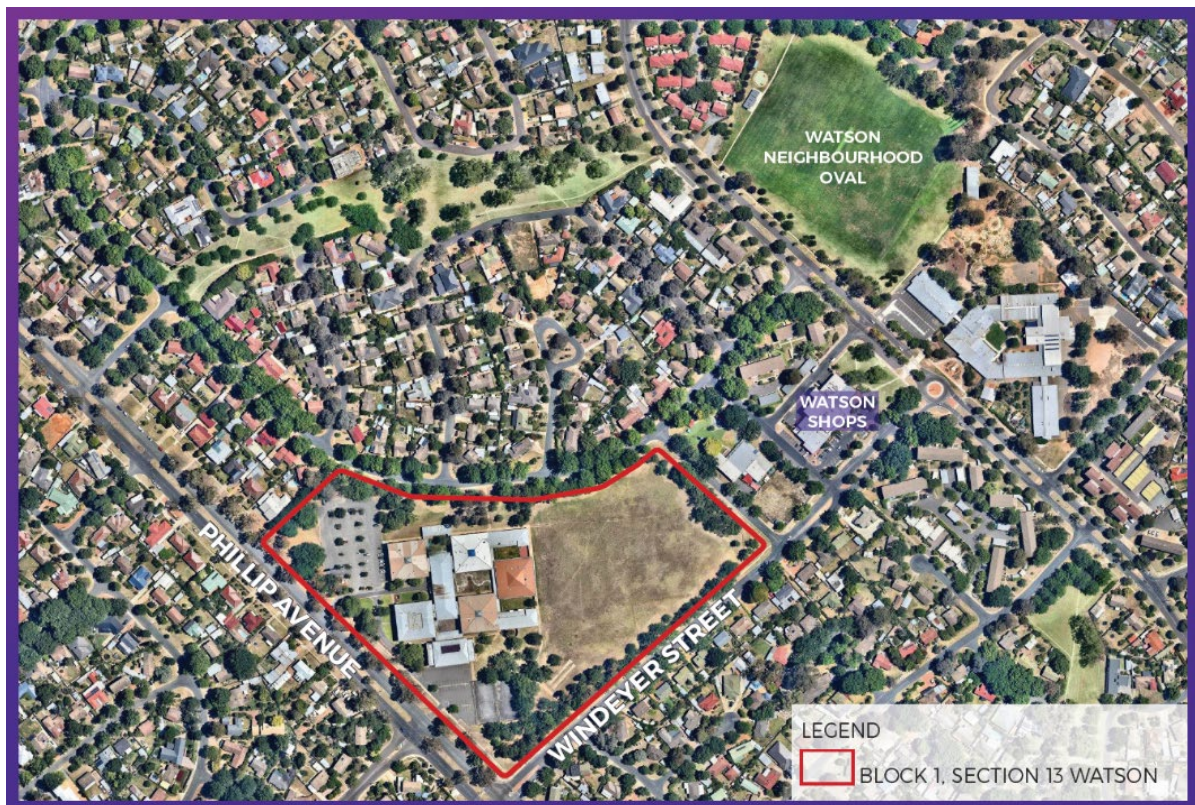 WATSON
NEIGHBOURHOOD
OVAL
WATSON
SHOPS
PHILLIP AVENUE
WINDEYER STREET
LEGEND
BLOCK 1, SECTION 13 WATSON